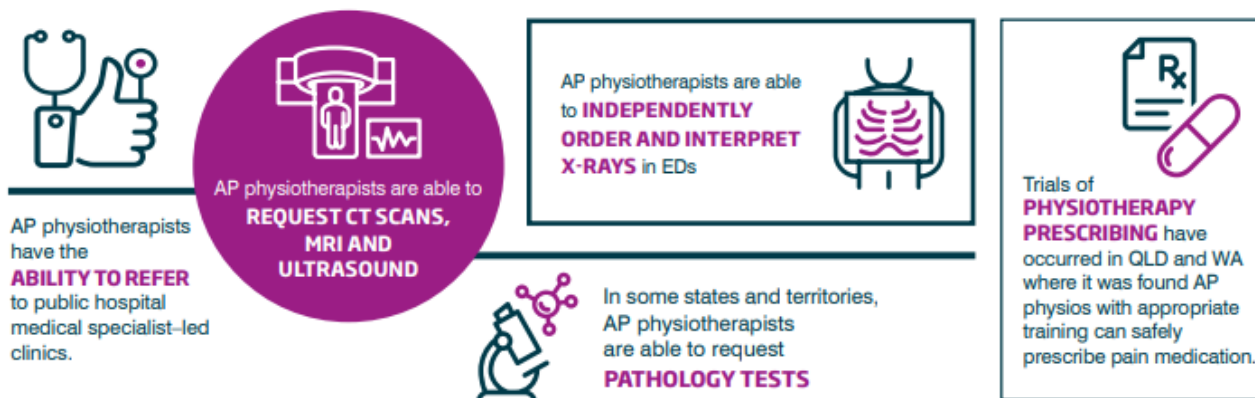 AP physiotherapists
have the
ABILITY TO REFER
to public hospital
medical specialist–led
clinics.
AP physiotherapists are able to
REQUEST CT SCANS,
MRI AND
ULTRASOUND
AP physiotherapists are able
to INDEPENDENTLY
ORDER AND INTERPRET
X-RAYS in EDs
In some states and territories,
AP physiotherapists
are able to request
PATHOLOGY TESTS
Rx
Trials of
PHYSIOTHERAPY
PRESCRIBING have
occurred in QLD and WA
where it was found AP
physios with appropriate
training can safely
prescribe pain medication.